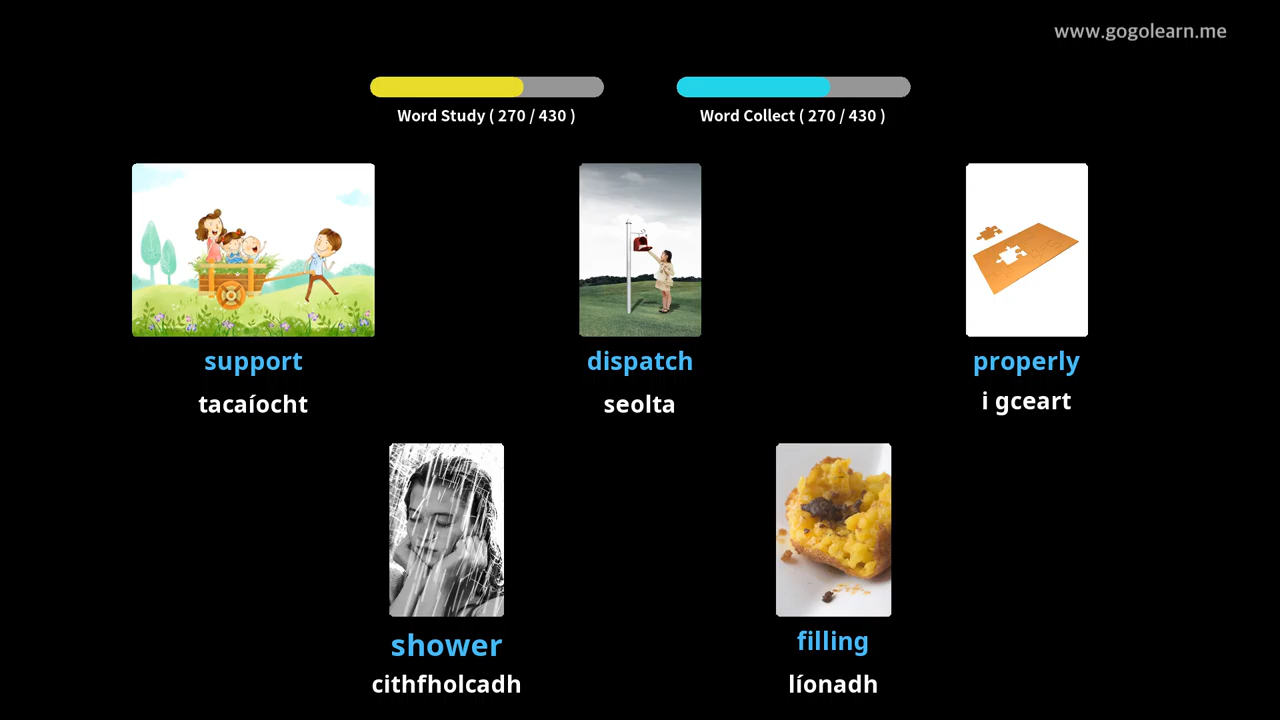 www.gogolearn.me
Word Study ( 270 / 430 )
Word Collect ( 270 / 430 )
support
dispatch
properly
tacaíocht
seolta
i gceart
shower
filling
cithfholcadh
líonadh